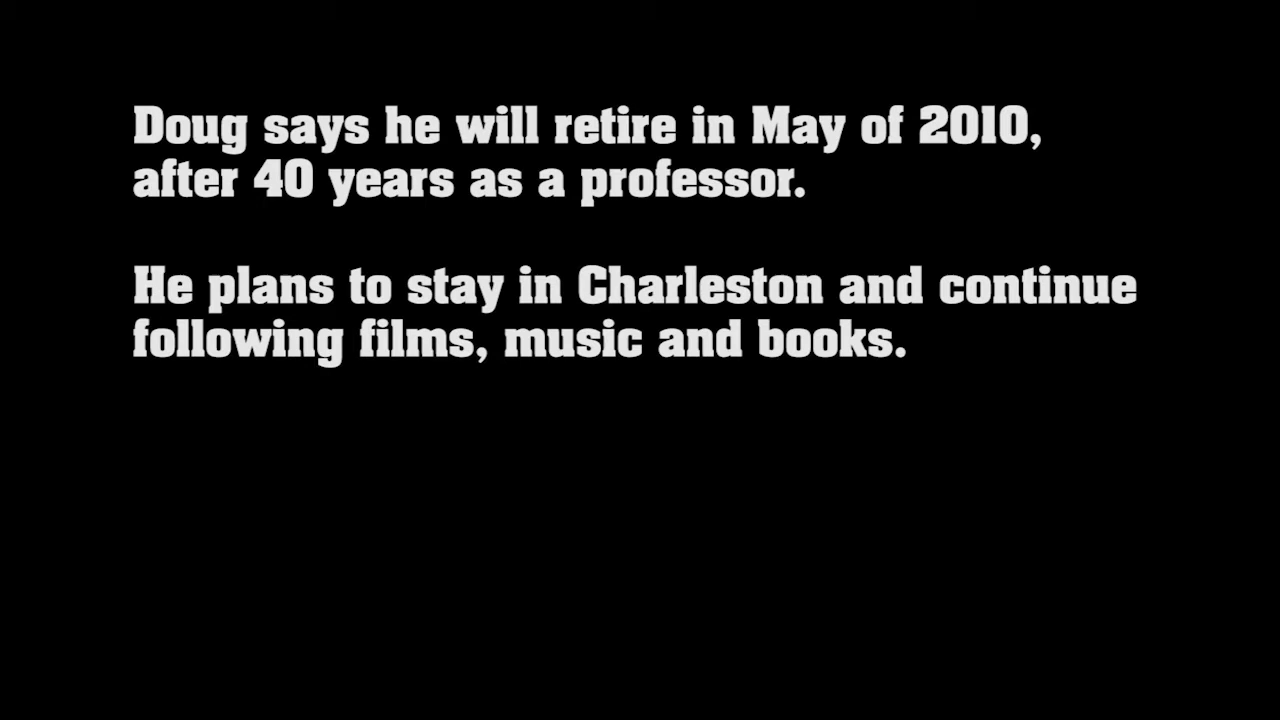 Doug says he will retire in May of 2010,
after 40 years as a professor.
He plans to stay in Charleston and continue
following films, music and books.